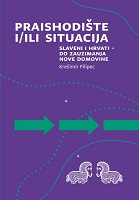 PRAISHODIŠTE
I/ILI SITUACIJA
SLAVENI I HRVATI –
DO ZAUZIMANJA
NOVE DOMOVINE
Krešimir Filipec